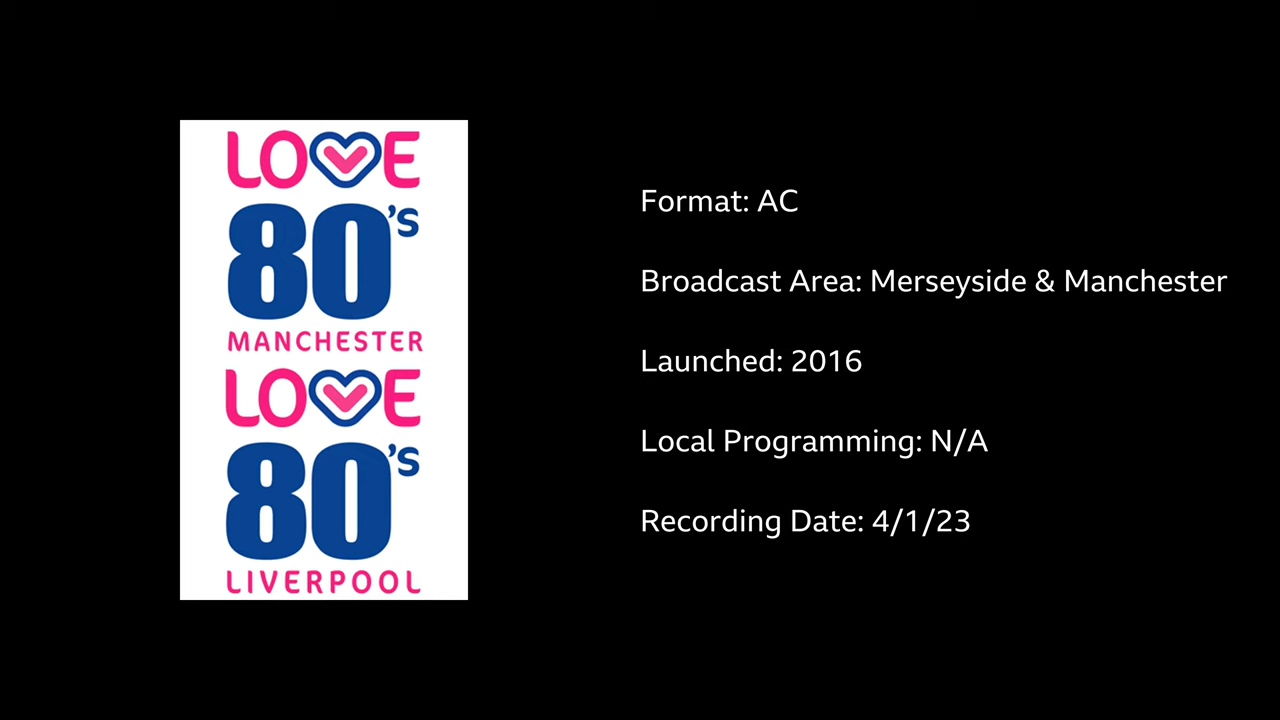 LOVE
80's
MANCHESTER
LOVE
80's
LIVERPOOL
Format: AC
Broadcast Area: Merseyside & Manchester
Launched: 2016
Local Programming: N/A
Recording Date: 4/1/23